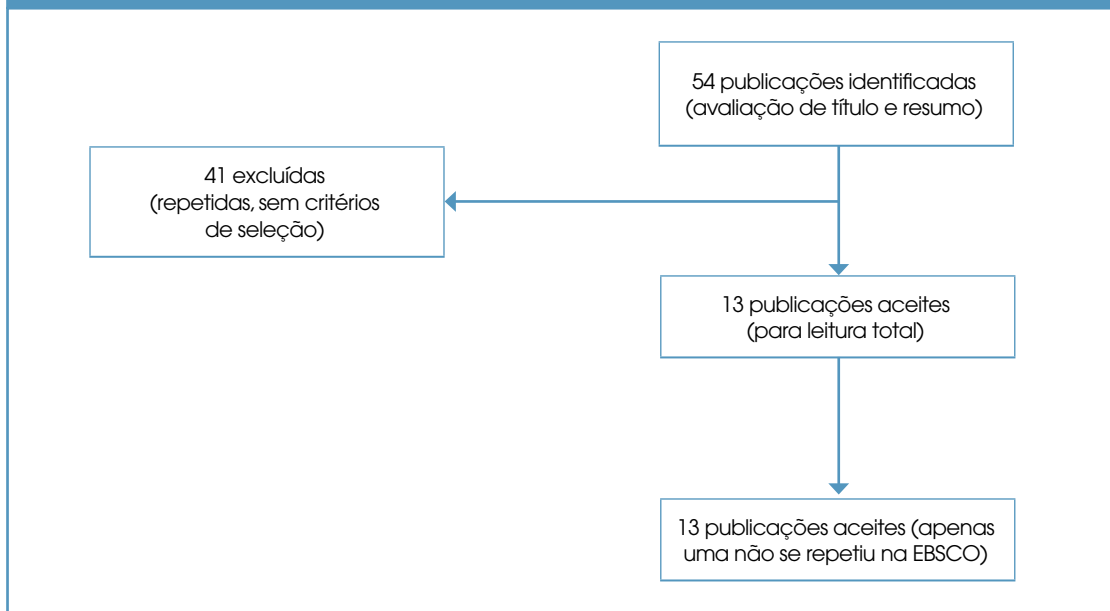 54 publicações identificadas
(avaliação de título e resumo)
41 excluídas
(repetidas, sem critérios
de seleção)
13 publicações aceites
(para leitura total)
13 publicações aceites (apenas
uma não se repetiu na EBSCO)